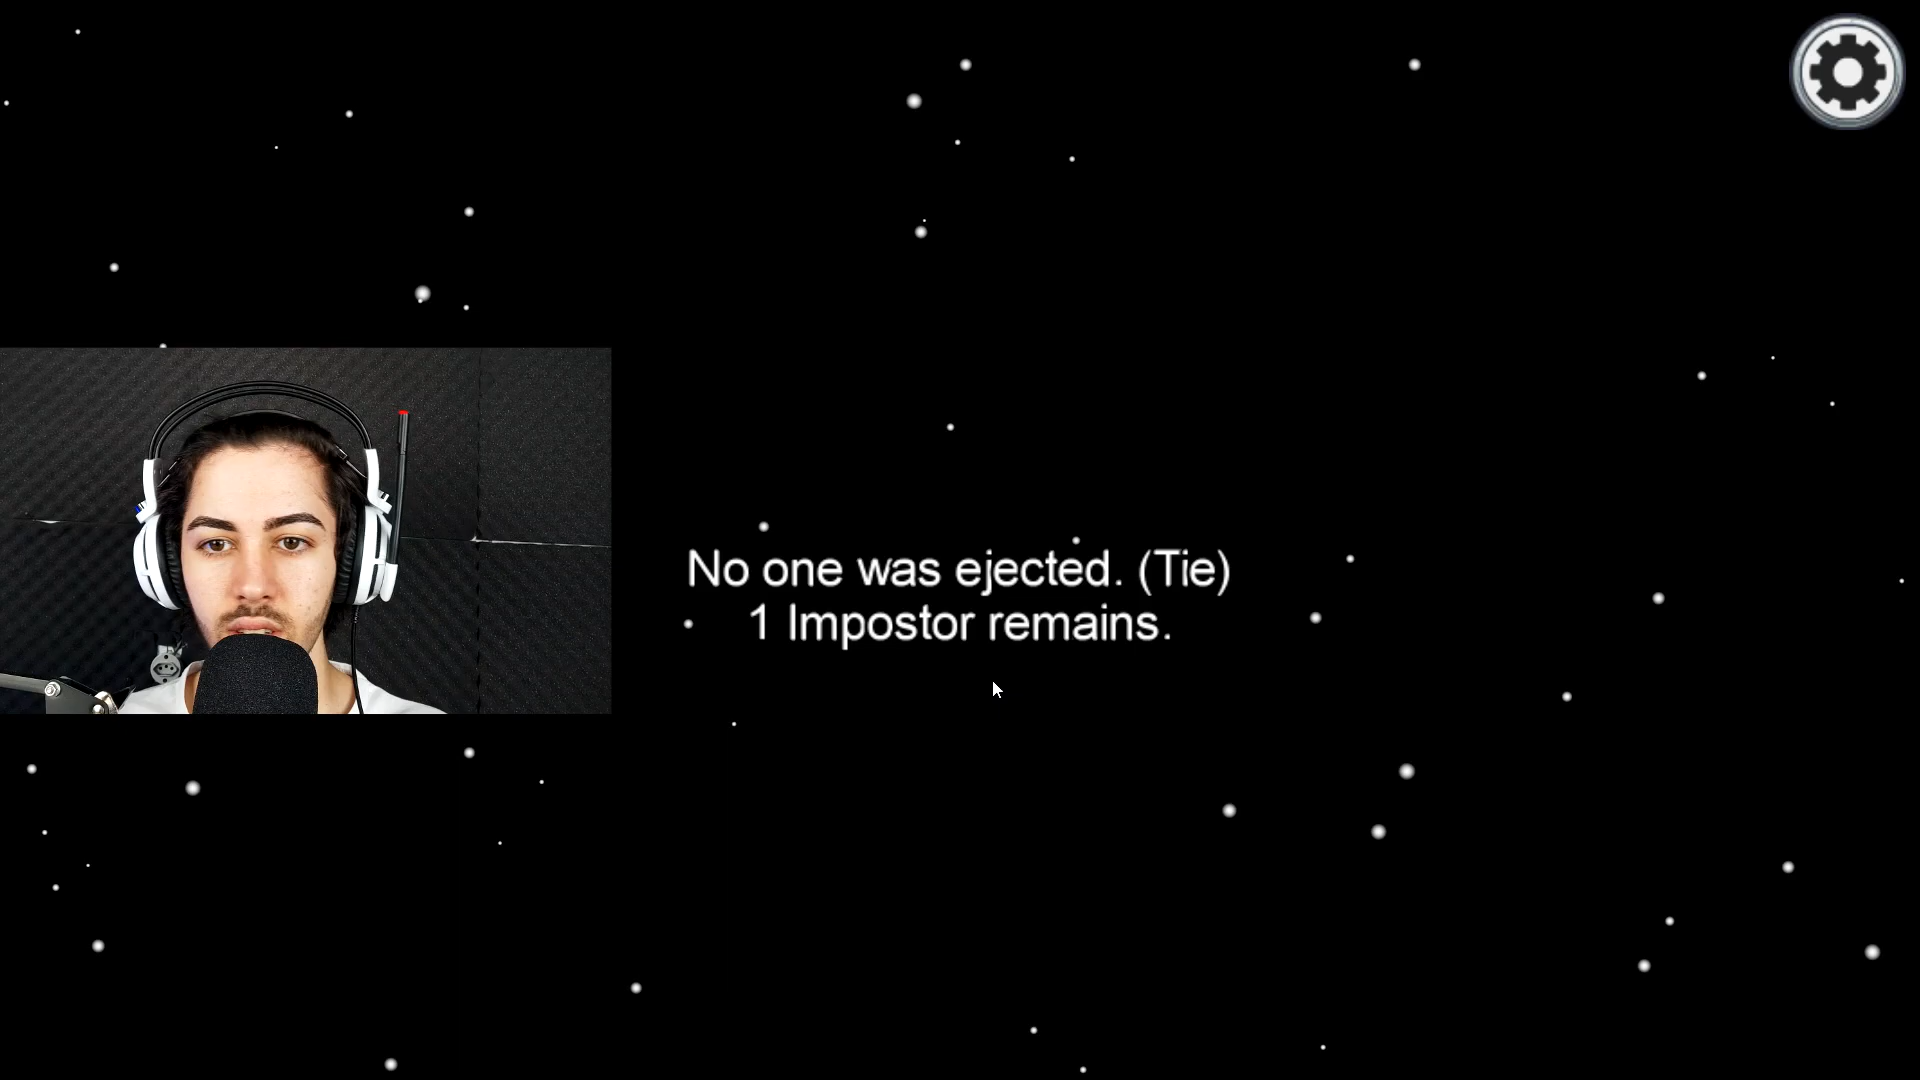 No one was ejected. (Tie)
1 Impostor remains.